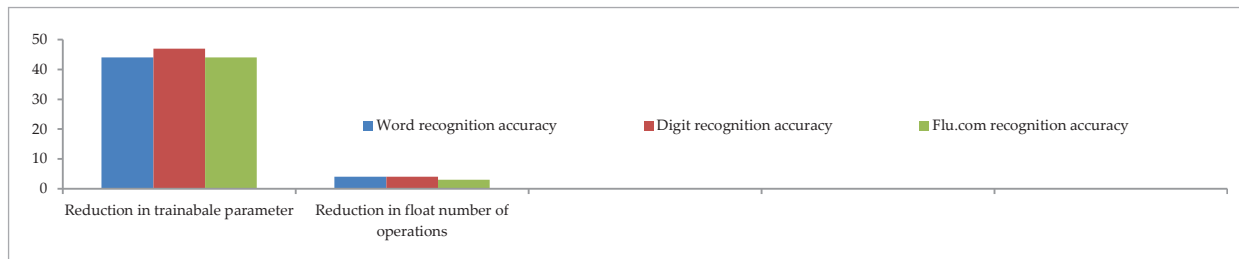 50
40
30
20
10
0
Word recognition accuracy
Digit recognition accuracy
Flu.com recognition accuracy
Reduction in trainabale parameter
Reduction in float number of
operations